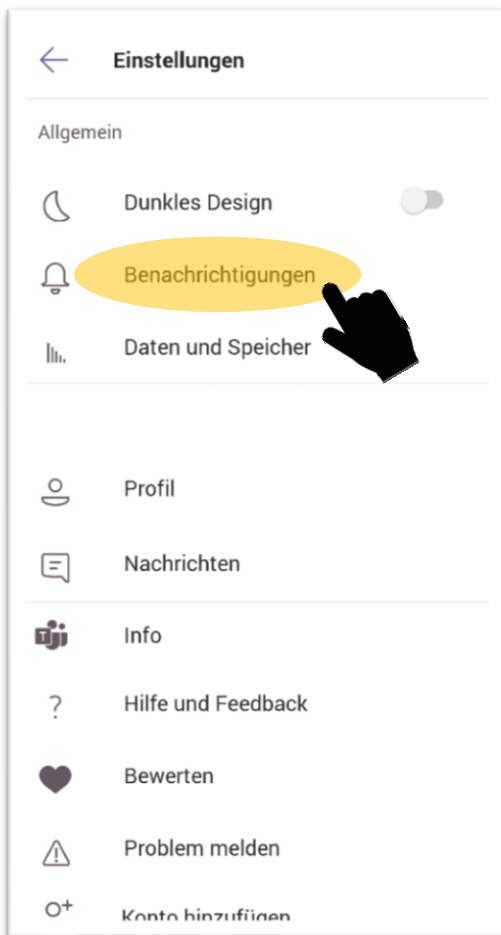 Einstellungen
Allgemein
Dunkles Design
Benachrichtigungen
Daten und Speicher
Profil
Nachrichten
Info
Hilfe und Feedback
Bewerten
Problem melden
Konto hinzufügen